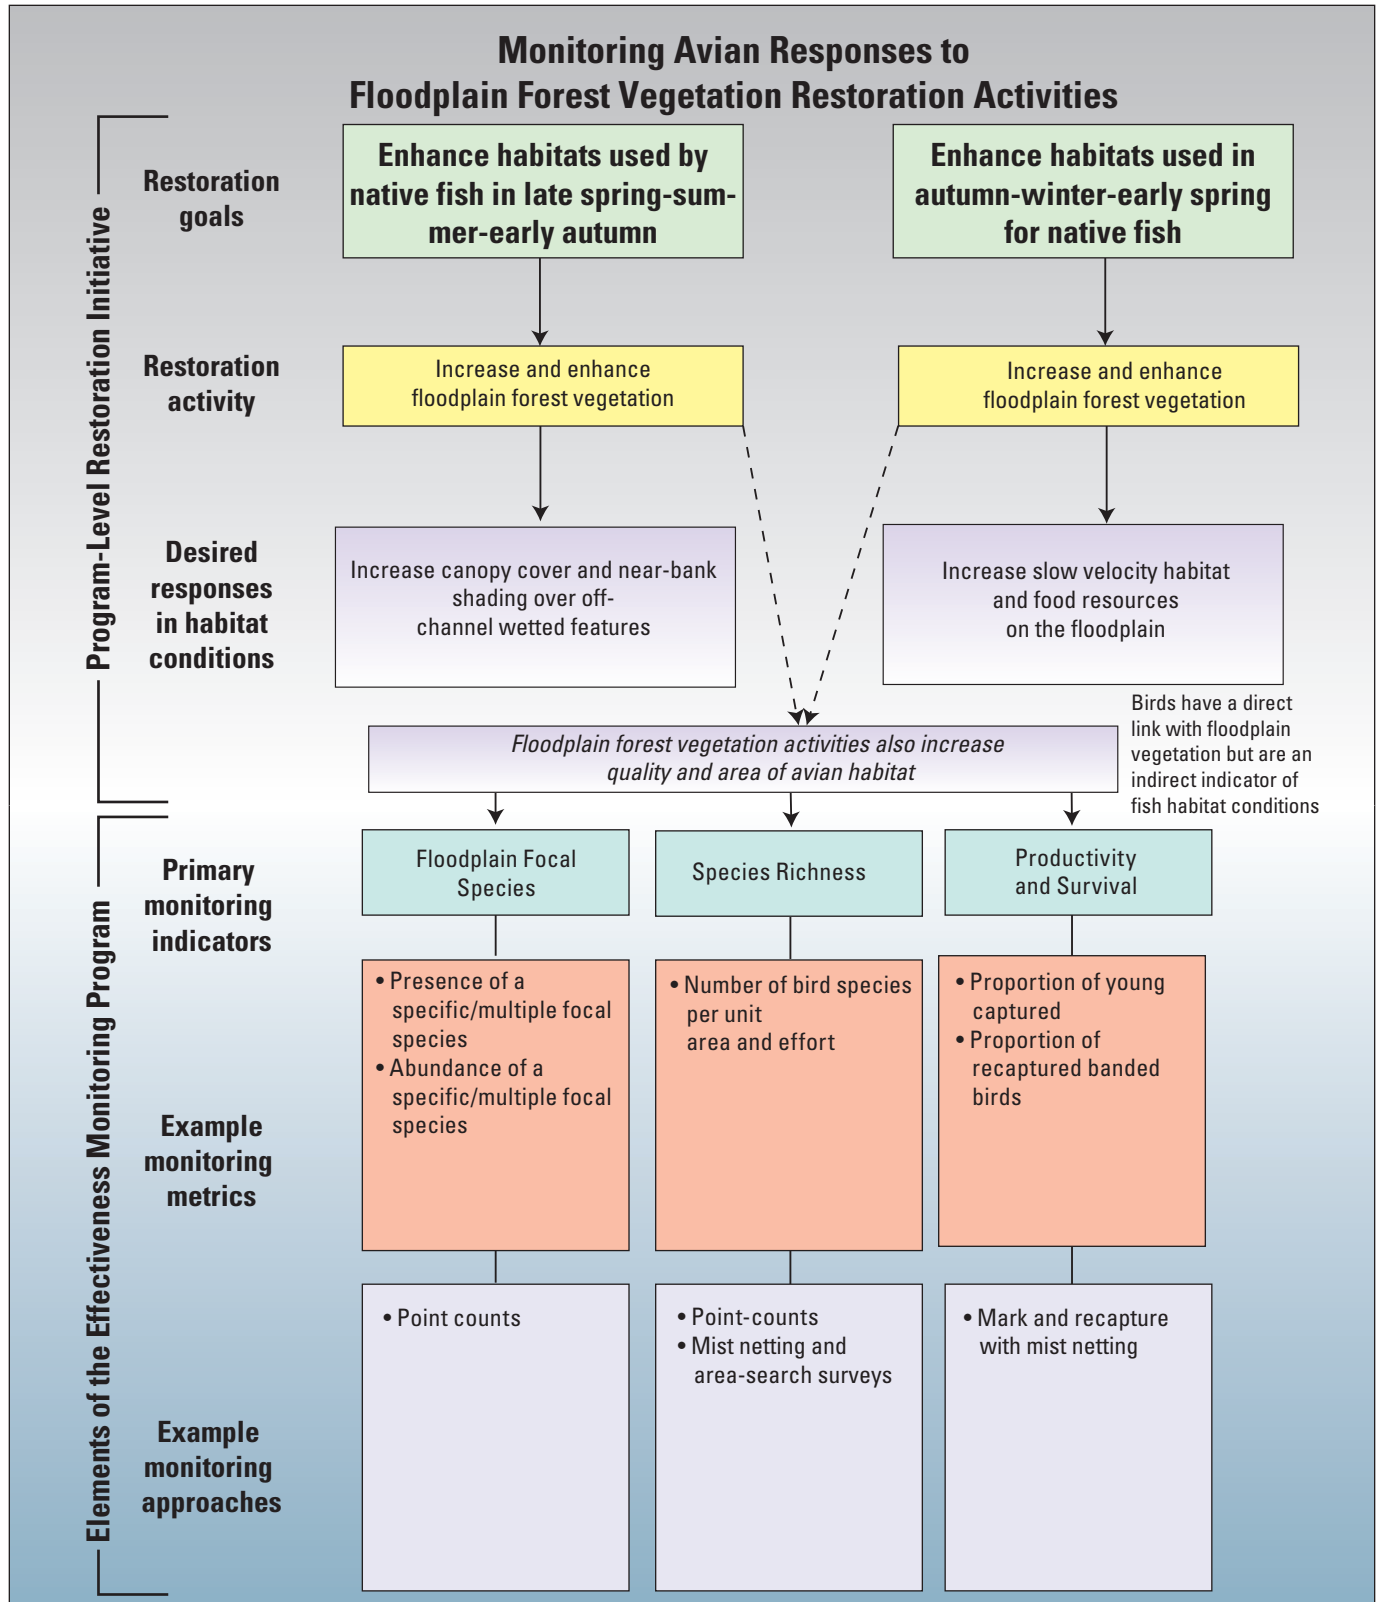 Monitoring Avian Responses to
Floodplain Forest Vegetation Restoration Activities
Program-Level Restoration Initiative
Restoration
goals
Enhance habitats used by
native fish in late spring-sum-
mer-early autumn
Enhance habitats used in
autumn-winter-early spring
for native fish
Restoration
activity
Increase and enhance
floodplain forest vegetation
Increase and enhance
floodplain forest vegetation
Desired
responses
in habitat
conditions
Increase canopy cover and near-bank
shading over off-
channel wetted features
Increase slow velocity habitat
and food resources
on the floodplain
Floodplain forest vegetation activities also increase
quality and area of avian habitat
Birds have a direct
link with floodplain
vegetation but are an
indirect indicator of
fish habitat conditions
Elements of the Effectiveness Monitoring Program
Primary
monitoring
indicators
Floodplain Focal
Species
Species Richness
Productivity
and Survival
Example
monitoring
metrics
• Presence of a
specific/multiple focal
species
• Abundance of a
specific/multiple focal
species
• Number of bird species
per unit
area and effort
• Proportion of young
captured
• Proportion of
recaptured banded
birds
Example
monitoring
approaches
• Point counts
• Point-counts
• Mist netting and
area-search surveys
• Mark and recapture
with mist netting